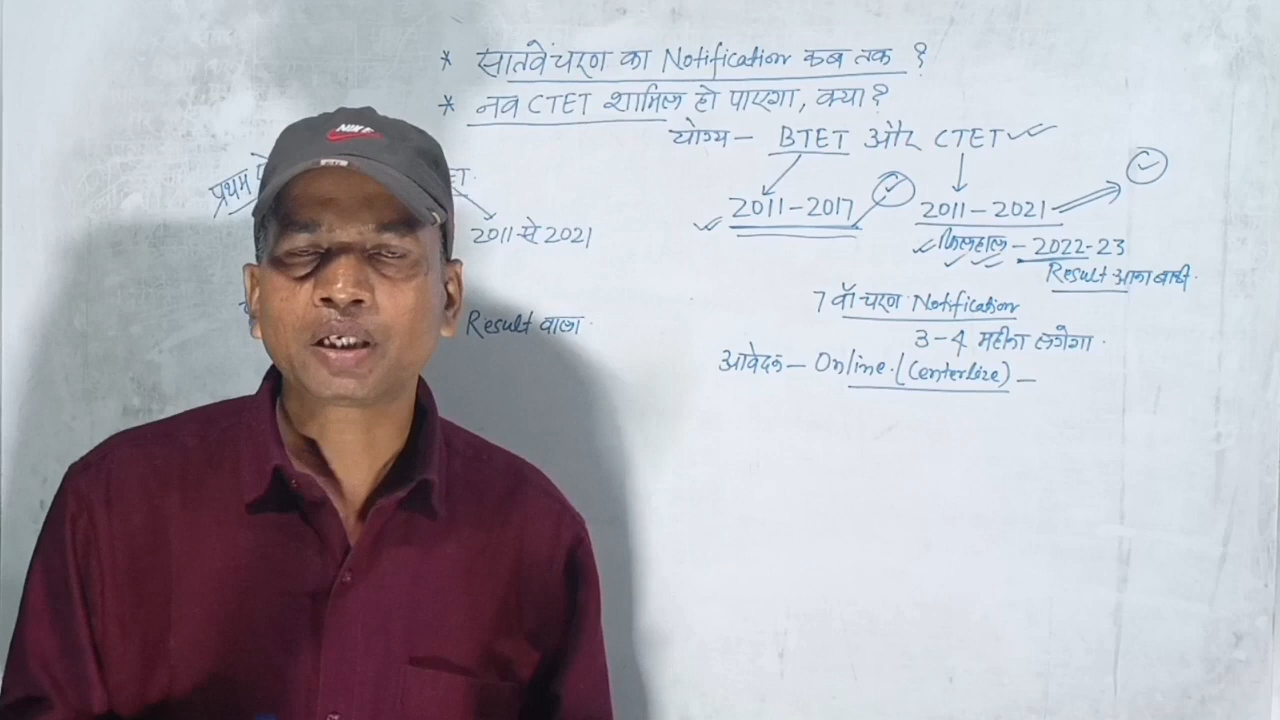 * सातवें चरण का Notification कब तक ?
* नव CTET शामिल हो पाएगा, क्या ?
योग्य - BTET और CTET
2011-2017
2011-2021
फिलहाल - 2022-23
Result आना बाकी.
7 वाँ चरण Notification
3-4 महीना लगेगा.
आवेदन - Online. (Centerlize) -
प्रथम
2011 से 2021
Result वाला.
NIKE